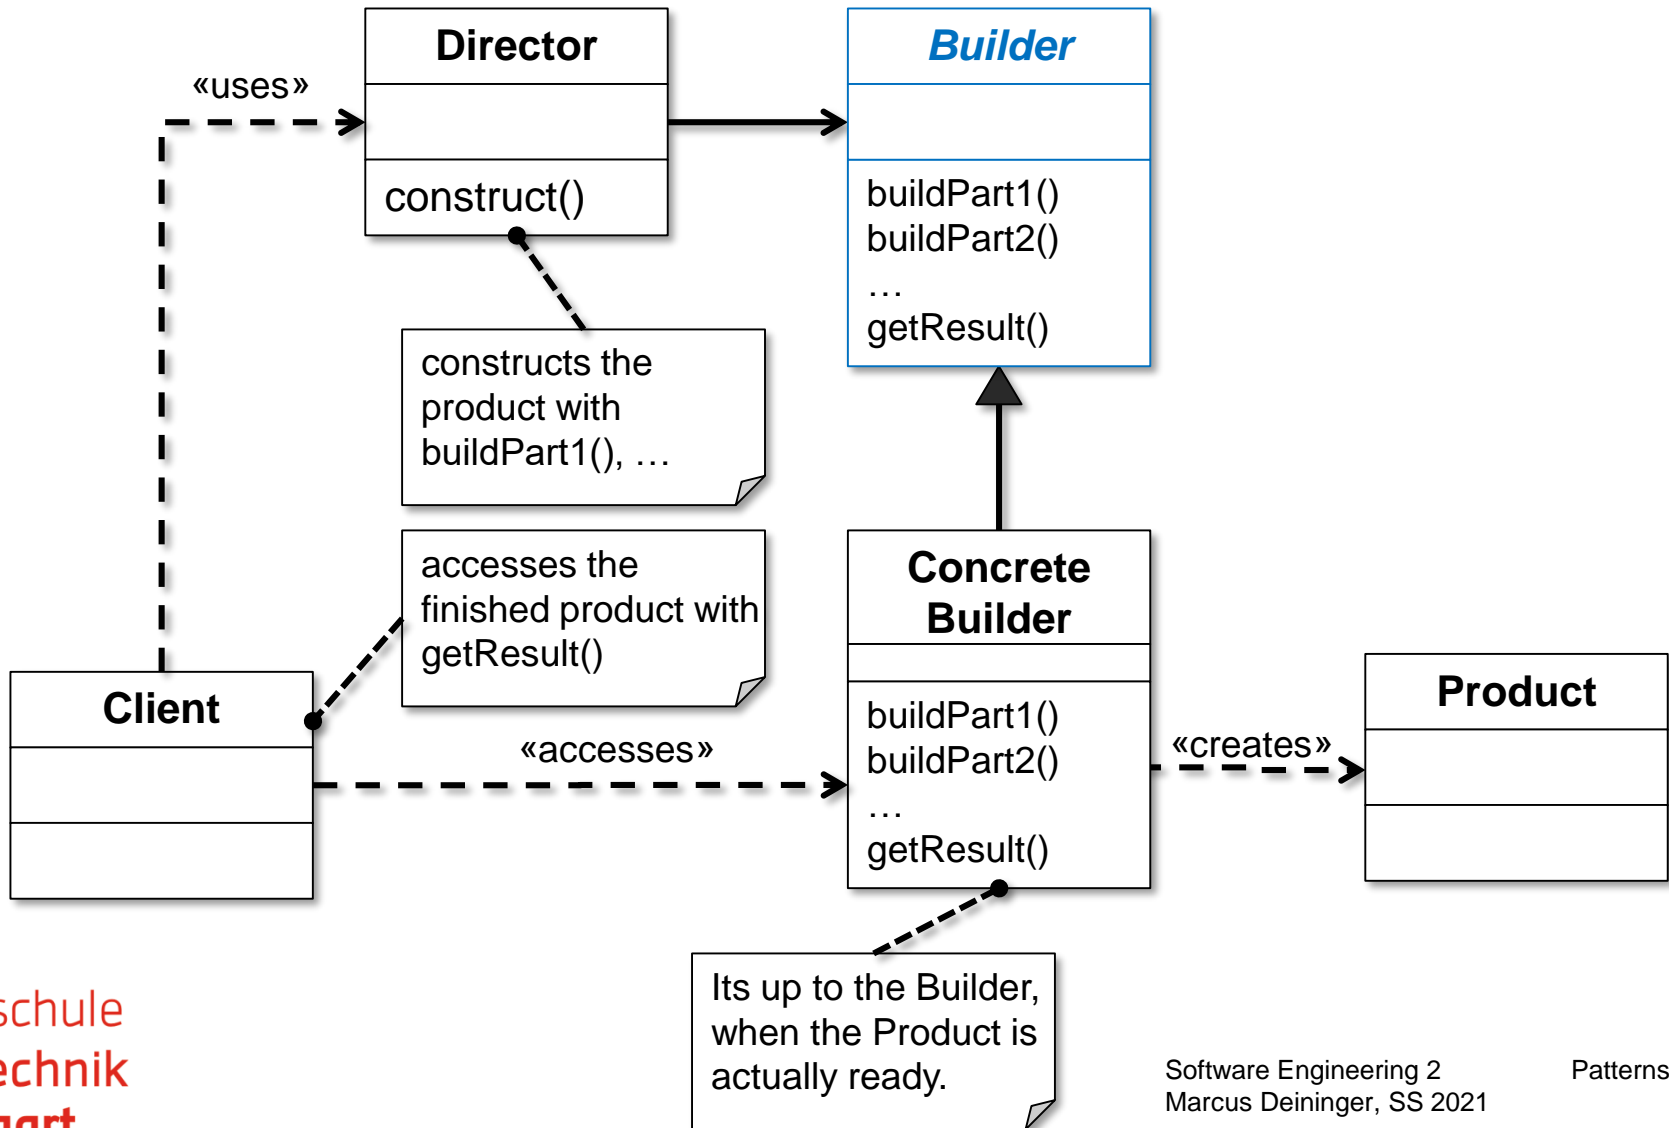 Director
construct()
Builder
buildPart1()
buildPart2()
…
getResult()
«uses»
constructs the
product with
buildPart1(), …
accesses the
finished product with
getResult()
Client
«accesses»
Concrete
Builder
buildPart1()
buildPart2()
…
getResult()
«creates»
Product
Its up to the Builder,
when the Product is
actually ready.
schule
echnik
Software Engineering 2
Marcus Deininger, SS 2021
Patterns